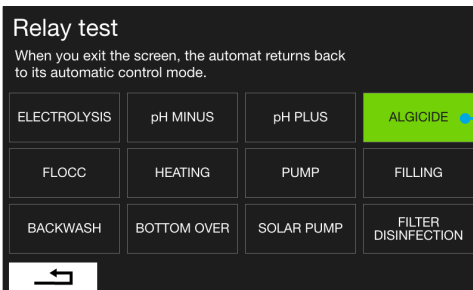 Relay test
When you exit the screen, the automat returns back
to its automatic control mode.
ELECTROLYSIS pH MINUS pH PLUS ALGICIDE
FLOCC HEATING PUMP FILLING
BACKWASH BOTTOM OVER SOLAR PUMP FILTER
DISINFECTION